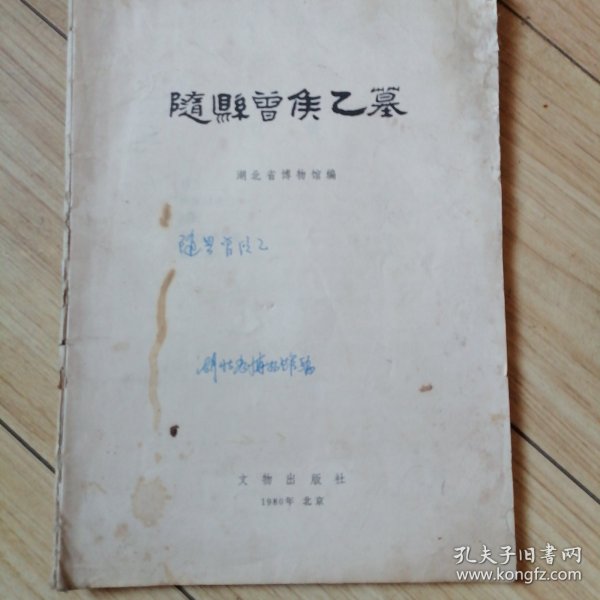 隨縣曾侯乙墓
湖北省博物馆编
随县曾侯乙
湖北省博物馆编
文物出版社
1980年 北京
孔夫子旧书网
www.kongfz.com